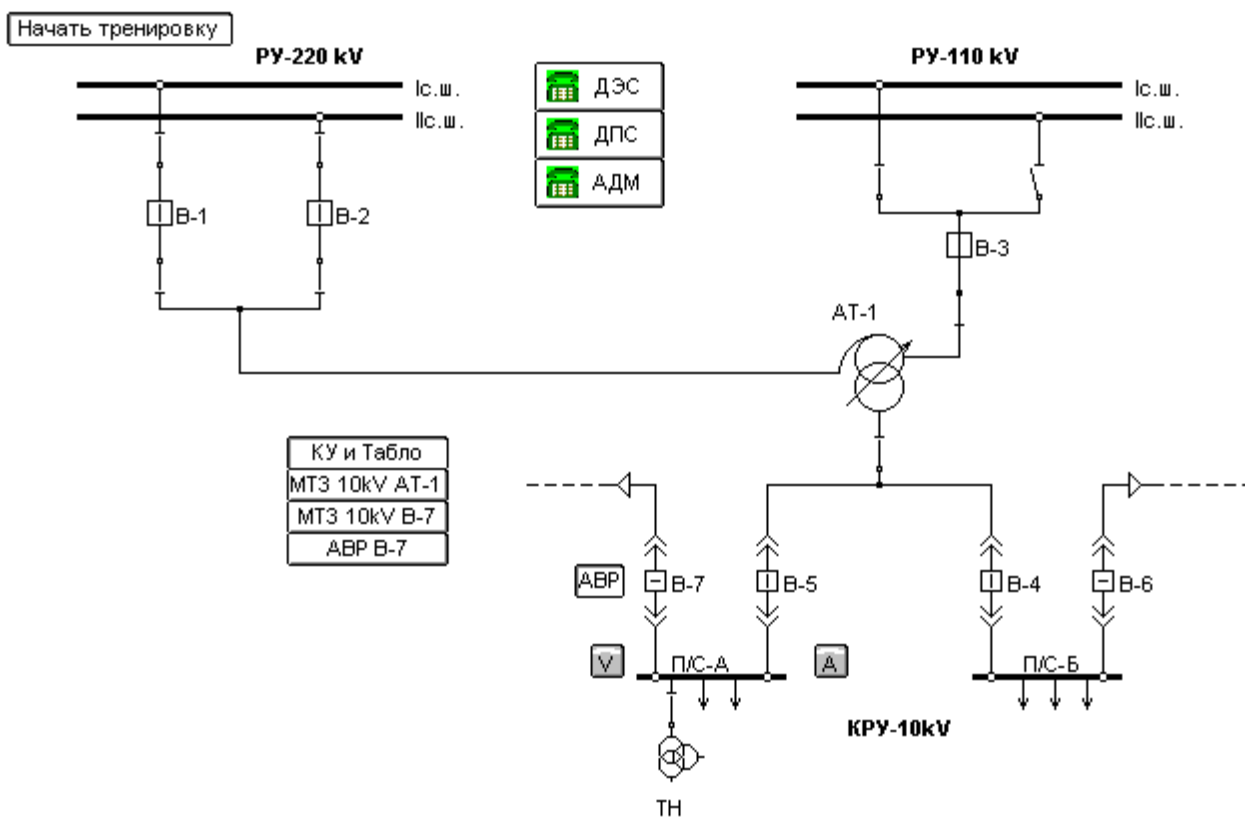 Начать тренировку
РУ-220 kV
РУ-110 kV
Iс.ш.
IIс.ш.
Iс.ш.
IIс.ш.
ДЭС
ДПС
АДМ
В-1
В-2
В-3
АТ-1
КУ и Табло
МТЗ 10kV АТ-1
МТЗ 10kV В-7
АВР В-7
АВР
В-7
В-5
В-4
В-6
V
П/С-А
A
П/С-Б
КРУ-10kV
ТН